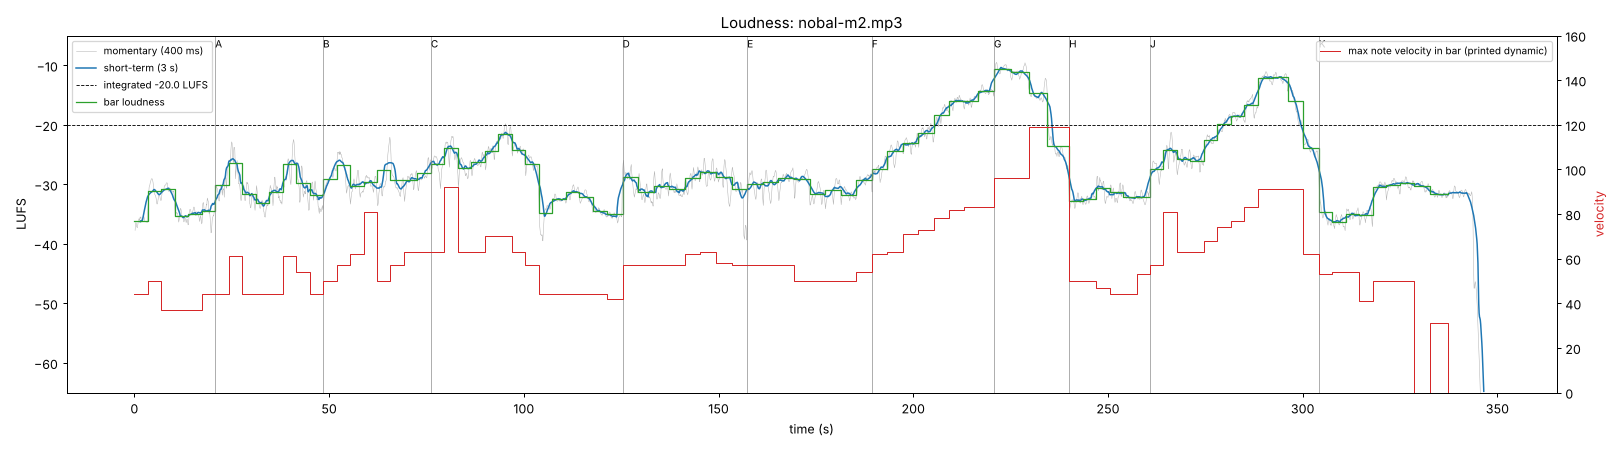 Loudness: nobal-m2.mp3
A B C D E F G H J K
momentary (400 ms)
short-term (3 s)
integrated -20.0 LUFS
bar loudness
max note velocity in bar (printed dynamic)
−10
−20
−30
−40
−50
−60
LUFS
160
140
120
100
80
60
40
20
0
velocity
0 50 100 150 200 250 300 350
time (s)